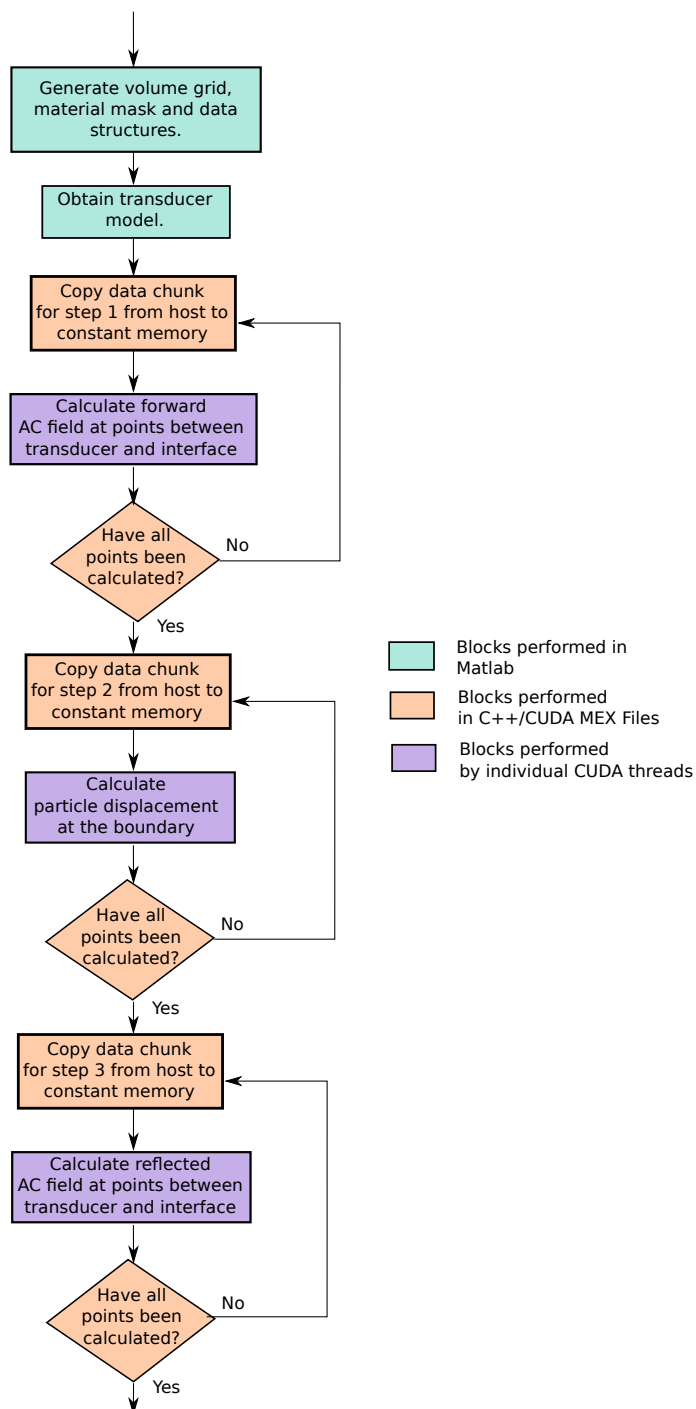 Generate volume grid,
material mask and data
structures.
Obtain transducer
model.
Copy data chunk
for step 1 from host to
constant memory
Calculate forward
AC field at points between
transducer and interface
Have all
points been
calculated?
No
Yes
Copy data chunk
for step 2 from host to
constant memory
Calculate
particle displacement
at the boundary
Have all
points been
calculated?
No
Yes
Copy data chunk
for step 3 from host to
constant memory
Calculate reflected
AC field at points between
transducer and interface
Have all
points been
calculated?
No
Yes
Blocks performed in
Matlab
Blocks performed
in C++/CUDA MEX Files
Blocks performed
by individual CUDA threads